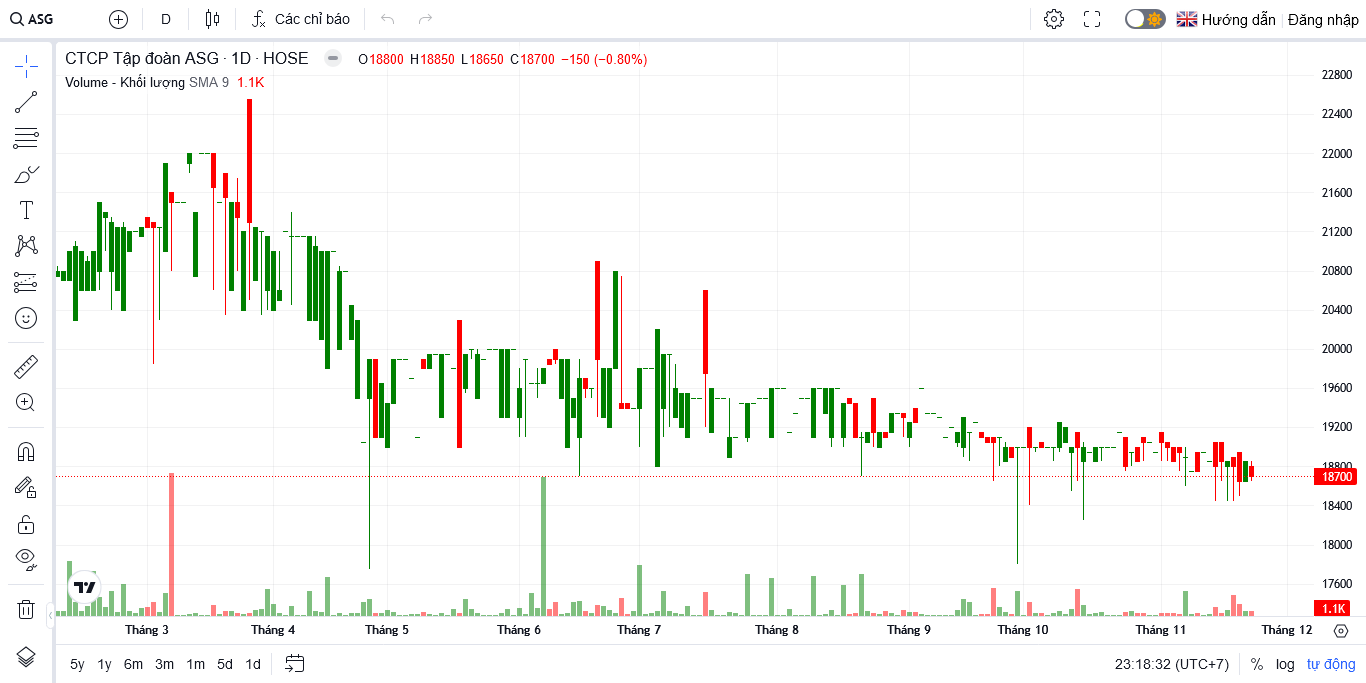 ASG D Các chỉ báo Hướng dẫn Đăng nhập
CTCP Tập đoàn ASG · 1D · HOSE O18800 H18850 L18650 C18700 −150 (−0.80%)
Volume - Khối lượng SMA 9 1.1K
22800
22400
22000
21600
21200
20800
20400
20000
19600
19200
18800
18700
18400
18000
17600
1.1K
Tháng 3 Tháng 4 Tháng 5 Tháng 6 Tháng 7 Tháng 8 Tháng 9 Tháng 10 Tháng 11 Tháng 12
5y 1y 6m 3m 1m 5d 1d 23:18:32 (UTC+7) % log tự động